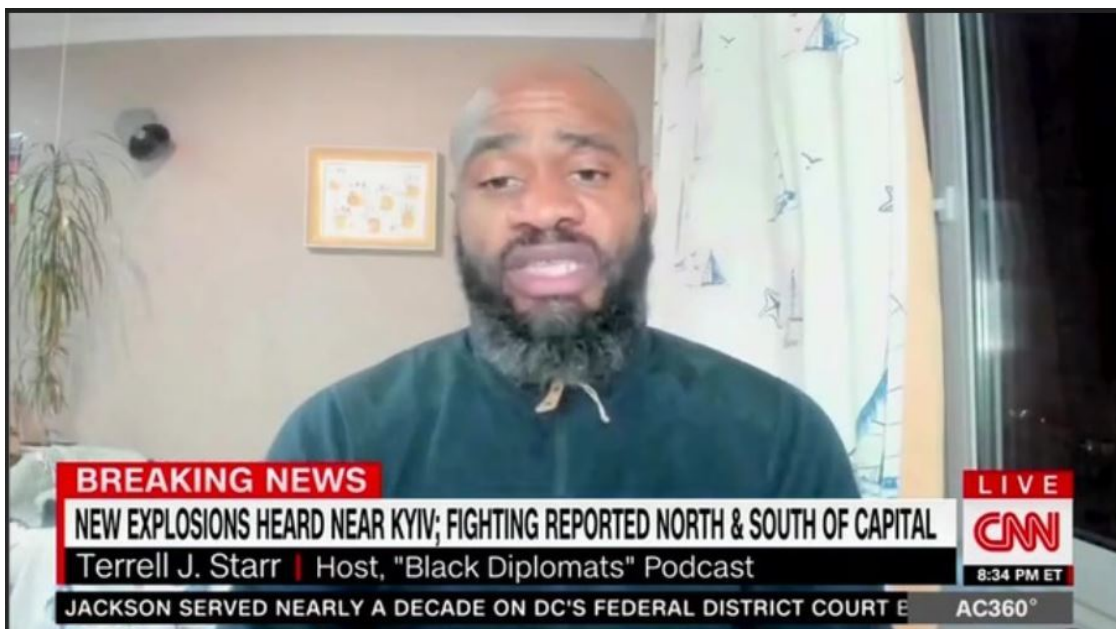 BREAKING NEWS
NEW EXPLOSIONS HEARD NEAR KYIV; FIGHTING REPORTED NORTH & SOUTH OF CAPITAL
Terrell J. Starr | Host, "Black Diplomats" Podcast
JACKSON SERVED NEARLY A DECADE ON DC'S FEDERAL DISTRICT COURT
LIVE
CNN
8:34 PM ET
AC360°